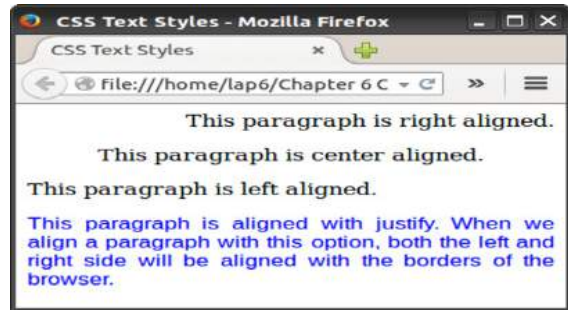 CSS Text Styles - Mozilla Firefox
CSS Text Styles
file:///home/lap6/Chapter 6 C
This paragraph is right aligned.
This paragraph is center aligned.
This paragraph is left aligned.
This paragraph is aligned with justify. When we
align a paragraph with this option, both the left and
right side will be aligned with the borders of the
browser.